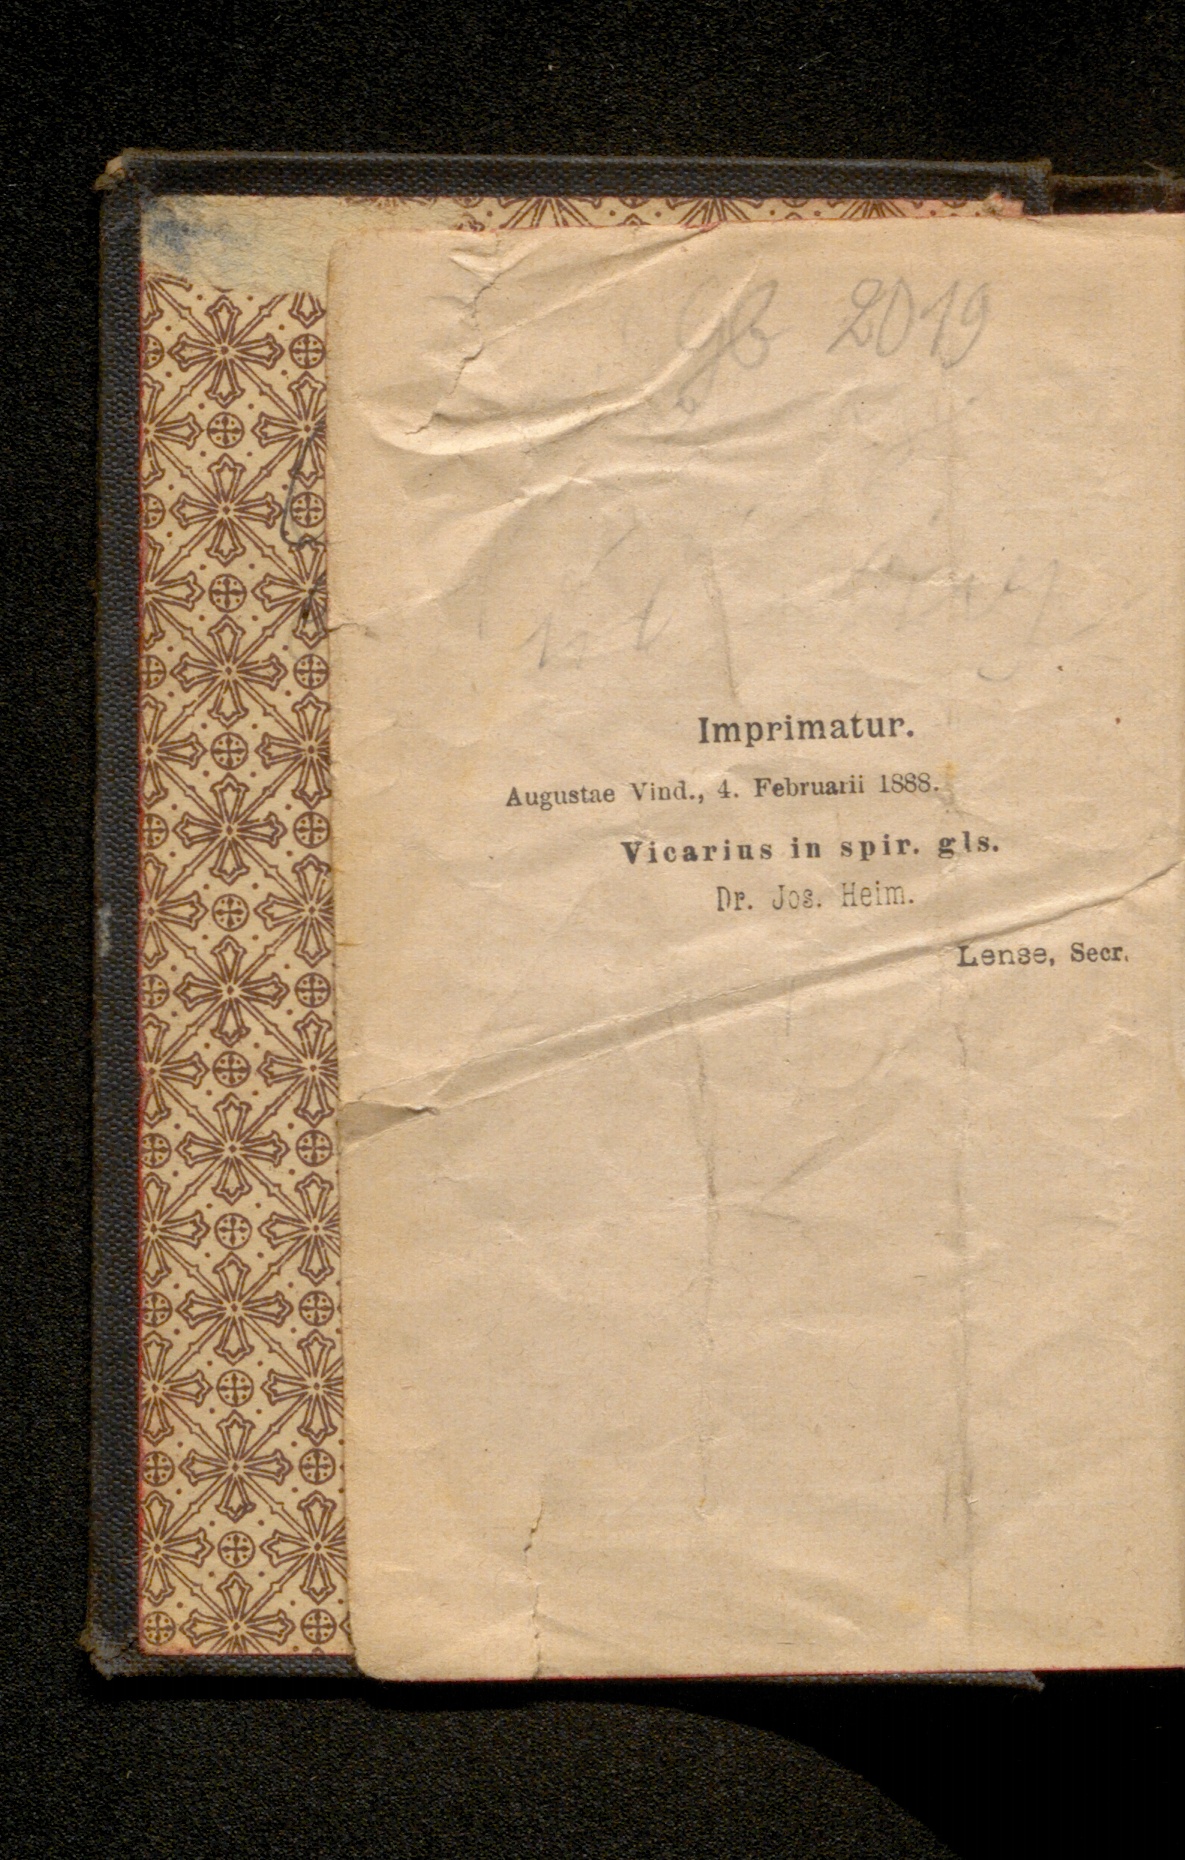 Gb 2019
Imprimatur.
Augustae Vind., 4. Februarii 1888.
Vicarius in spir. gls.
Dr. Jos. Heim.
Lense, Secr.